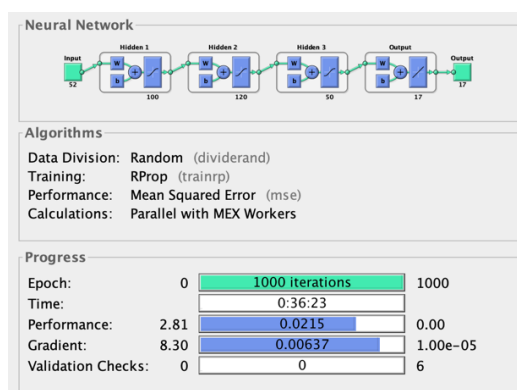 Neural Network
Hidden 1 Hidden 2 Hidden 3 Output
Input Output
W W W W
b b b b
52 17
100 120 50 17
Algorithms
Data Division: Random (dividerand)
Training: RProp (trainrp)
Performance: Mean Squared Error (mse)
Calculations: Parallel with MEX Workers
Progress
Epoch: 0 1000 iterations 1000
Time: 0:36:23
Performance: 2.81 0.0215 0.00
Gradient: 8.30 0.00637 1.00e-05
Validation Checks: 0 0 6